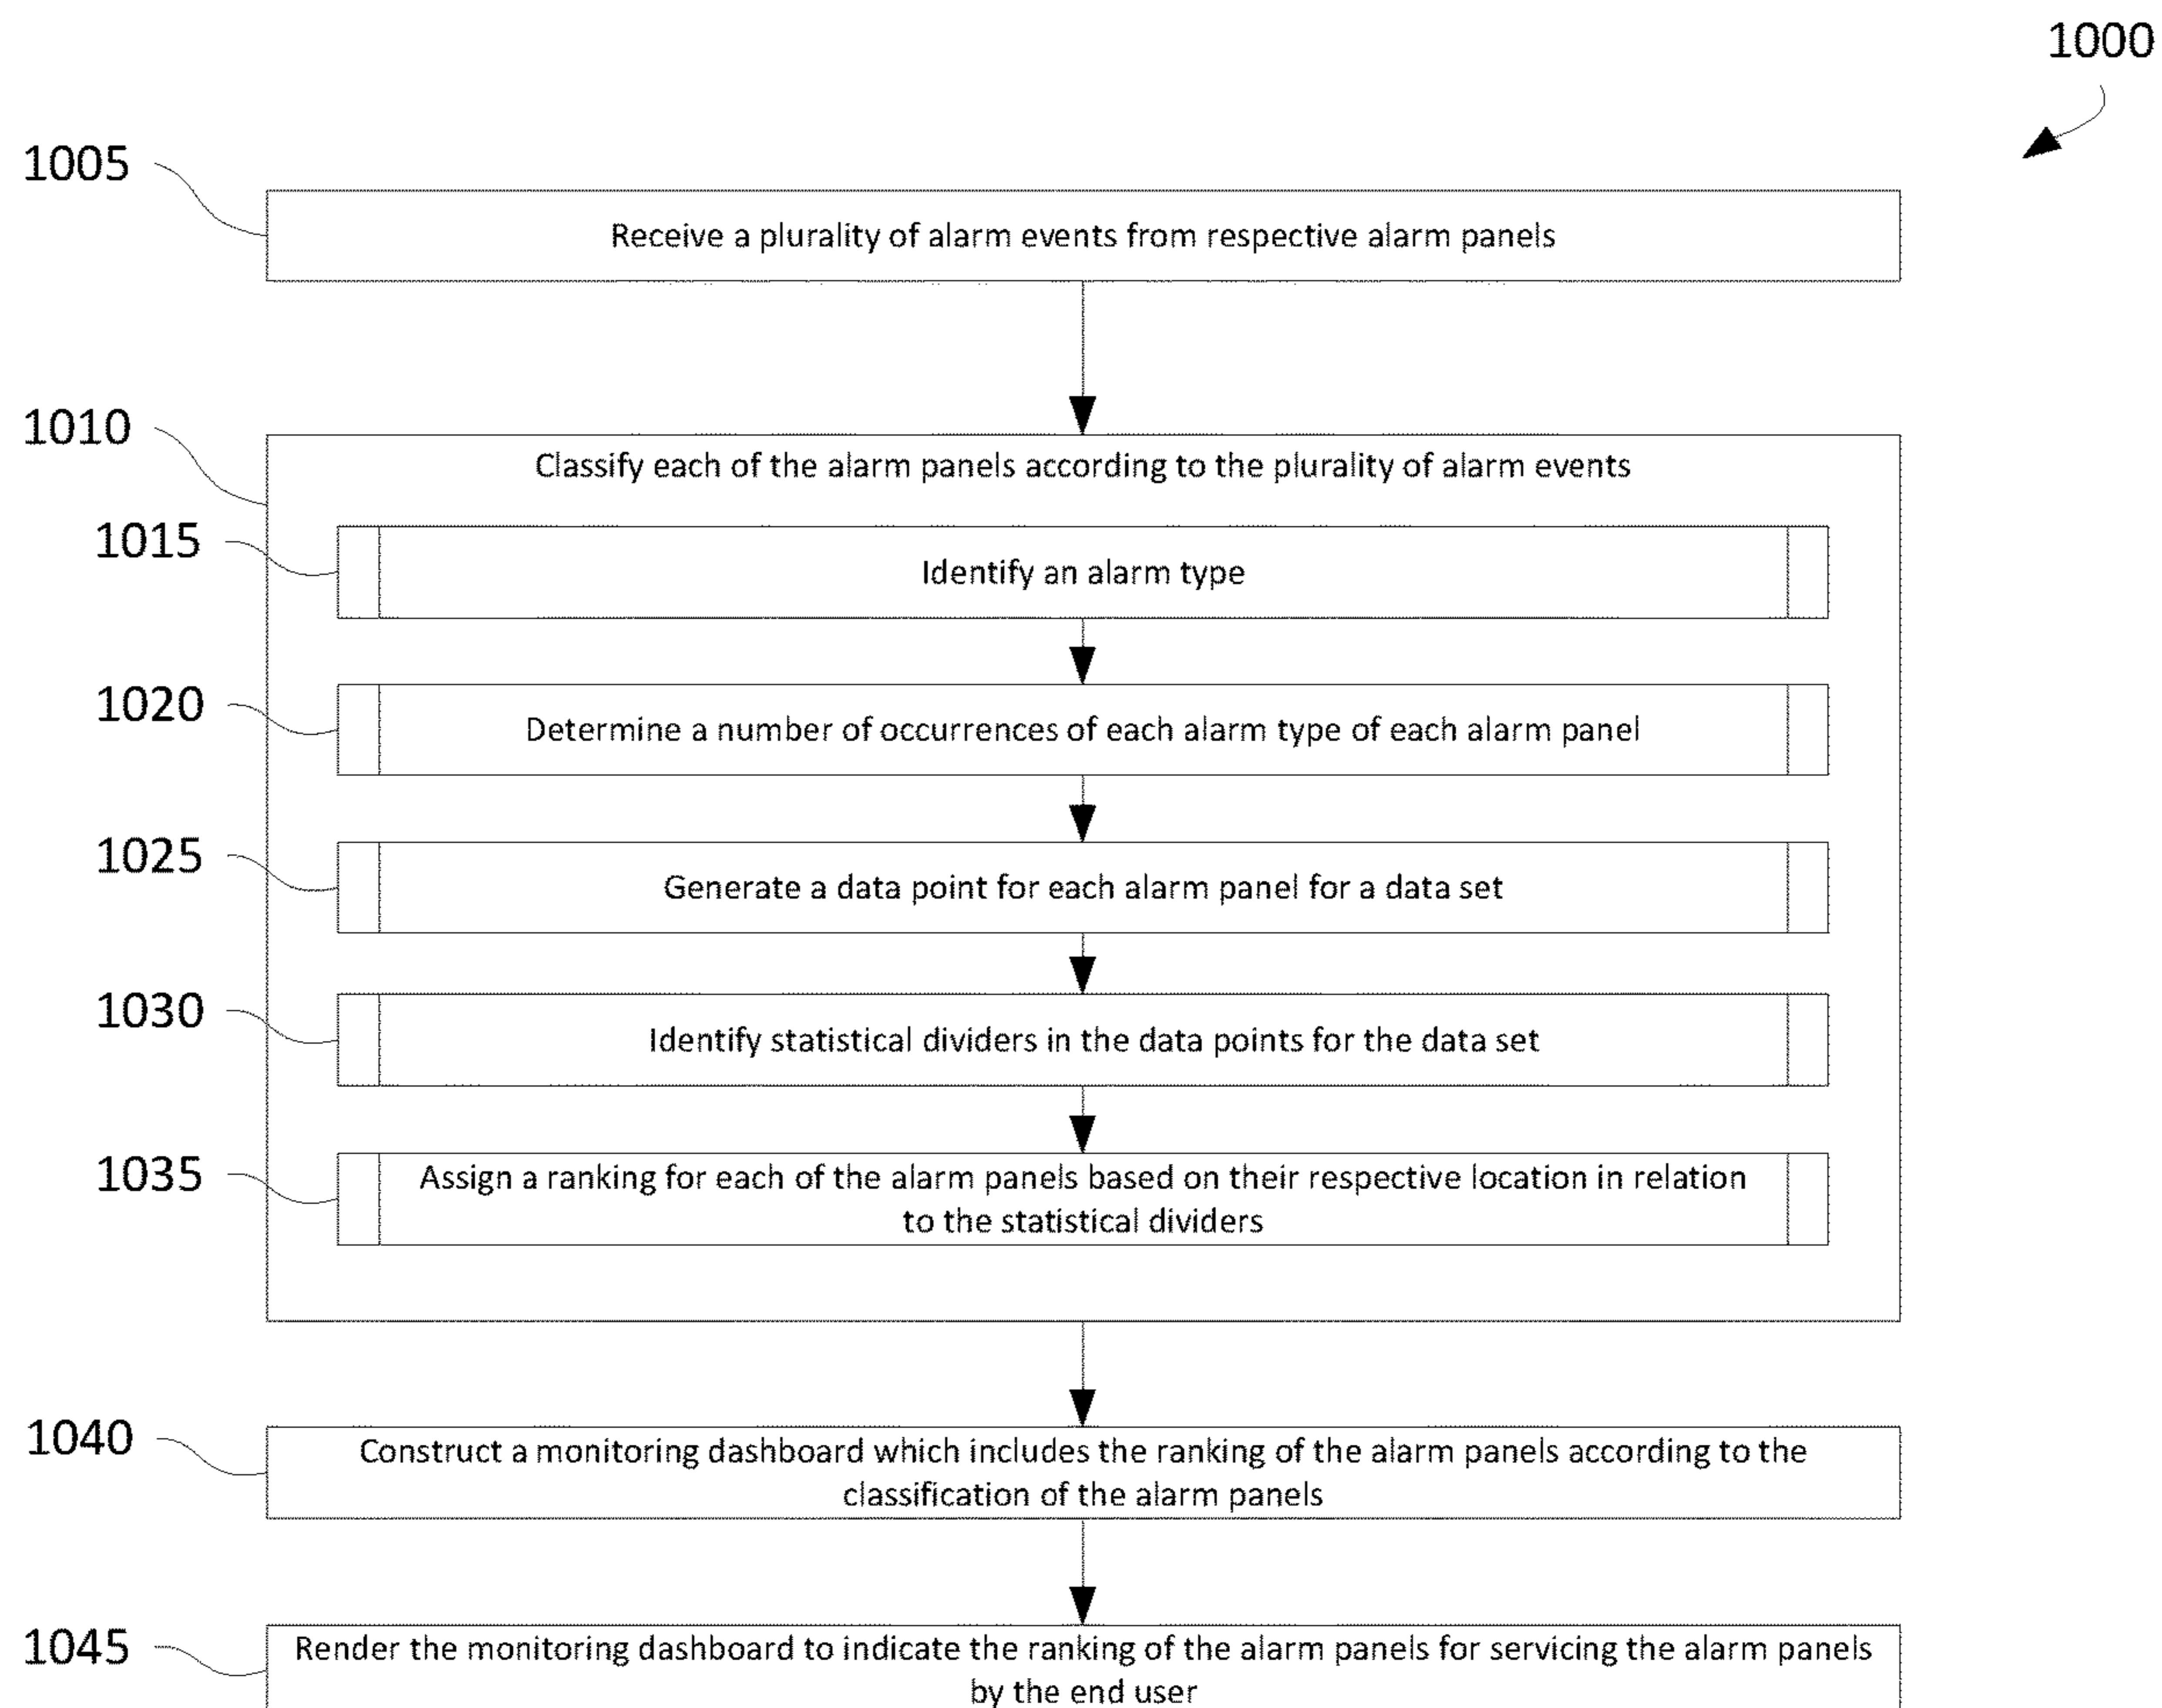 1000
1005
Receive a plurality of alarm events from respective alarm panels
1010
Classify each of the alarm panels according to the plurality of alarm events
1015
Identify an alarm type
1020
Determine a number of occurrences of each alarm type of each alarm panel
1025
Generate a data point for each alarm panel for a data set
1030
Identify statistical dividers in the data points for the data set
1035
Assign a ranking for each of the alarm panels based on their respective location in relation
to the statistical dividers
1040
Construct a monitoring dashboard which includes the ranking of the alarm panels according to the
classification of the alarm panels
1045
Render the monitoring dashboard to indicate the ranking of the alarm panels for servicing the alarm panels
by the end user